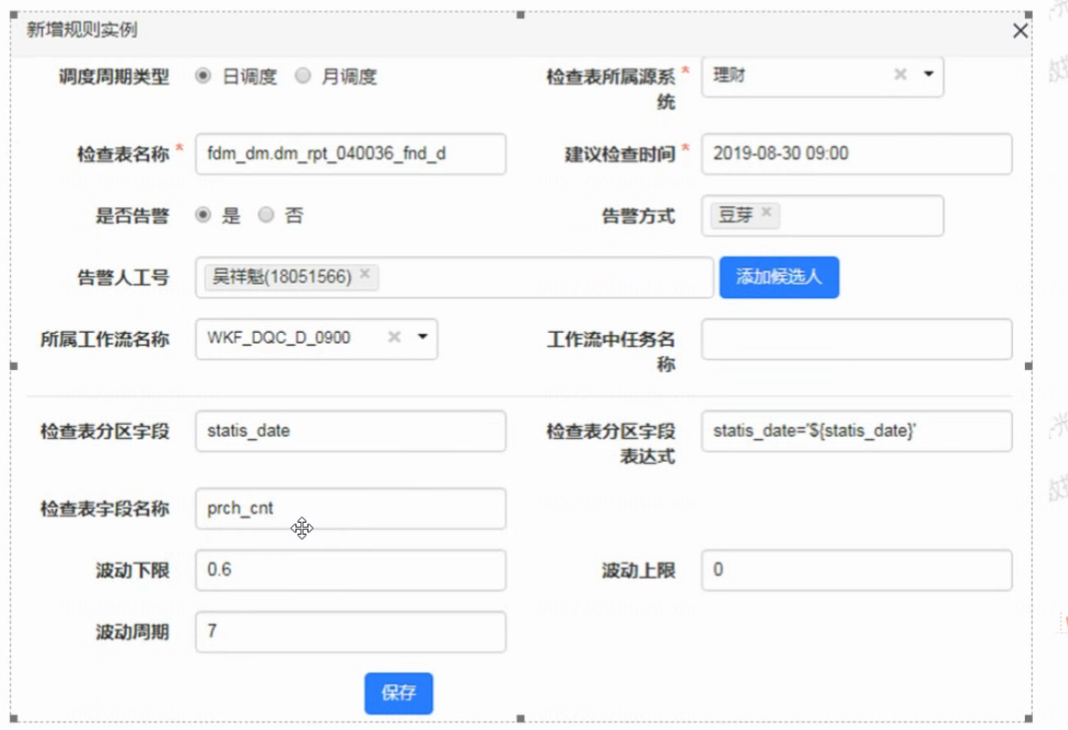 新增规则实例
调度周期类型 日调度 月调度
检查表所属源系统 * 理财
检查表名称 * fdm_dm.dm_rpt_040036_fnd_d
建议检查时间 * 2019-08-30 09:00
是否告警 是 否
告警方式 豆芽
告警人工号 吴祥魁(18051566) 添加候选人
所属工作流名称 WKF_DQC_D_0900
工作流中任务名称
检查表分区字段 statis_date
检查表分区字段表达式 statis_date='${statis_date}'
检查表字段名称 prch_cnt
波动下限 0.6
波动上限 0
波动周期 7
保存